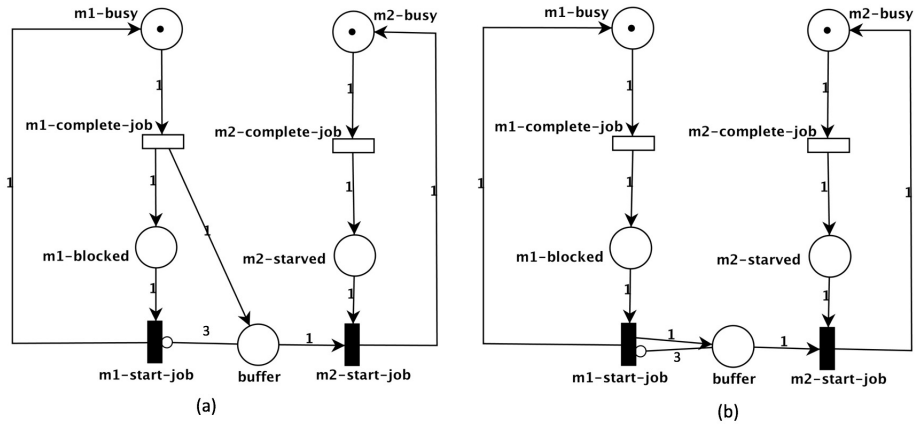 m1-busy
m2-busy
1
1
m1-complete-job
m2-complete-job
1
1
1
1
1
m1-blocked
m2-starved
1
1
3
1
m1-start-job
buffer
m2-start-job
(a)
m1-busy
m2-busy
1
1
m1-complete-job
m2-complete-job
1
1
1
1
m1-blocked
m2-starved
1
1
1
3
1
m1-start-job
buffer
m2-start-job
(b)